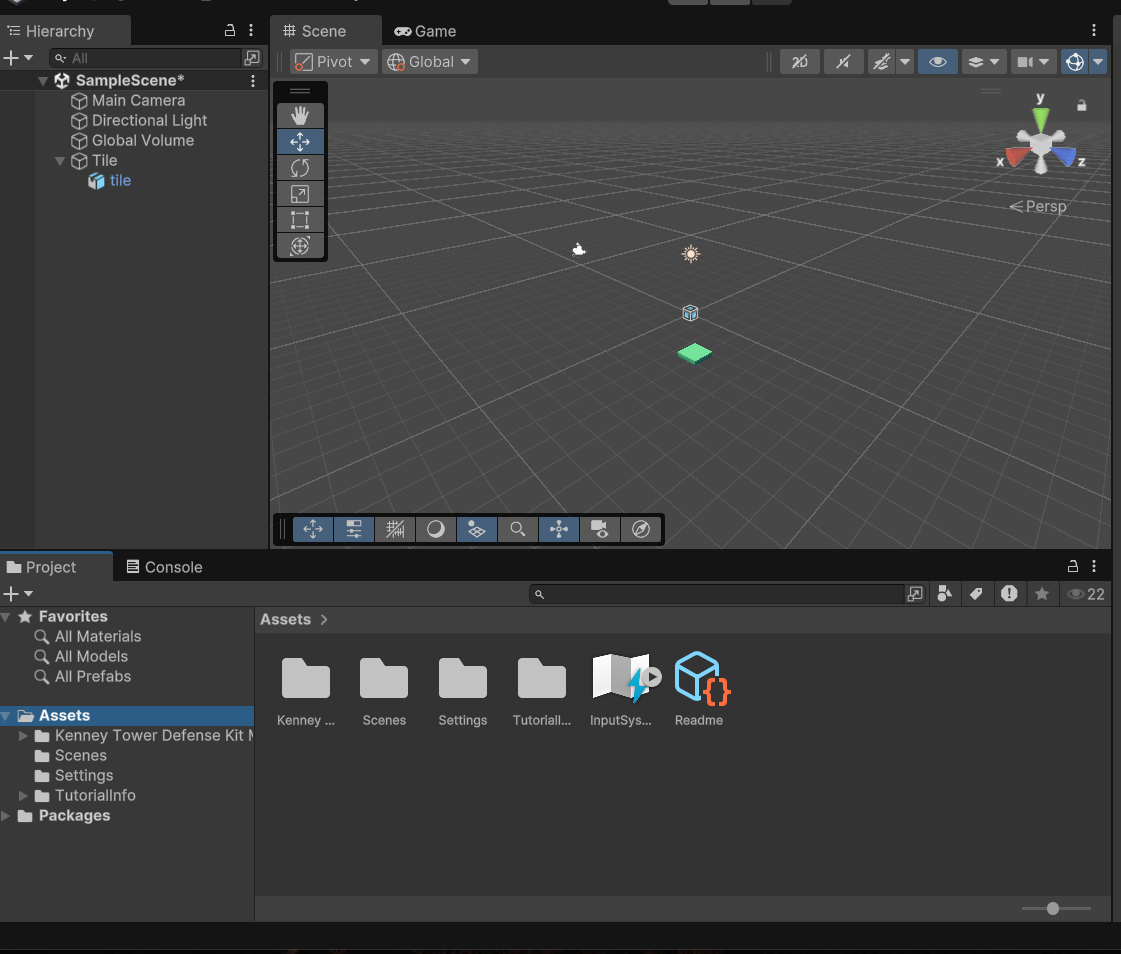 Hierarchy
Scene
Game
All
Pivot
Global
2D
SampleScene*
Main Camera
Directional Light
Global Volume
Tile
tile
y
x
z
Persp
Project
Console
22
Favorites
All Materials
All Models
All Prefabs
Assets
Kenney Tower Defense Kit
Scenes
Settings
TutorialInfo
Packages
Assets >
Kenney ...
Scenes
Settings
TutorialI...
InputSys...
Readme